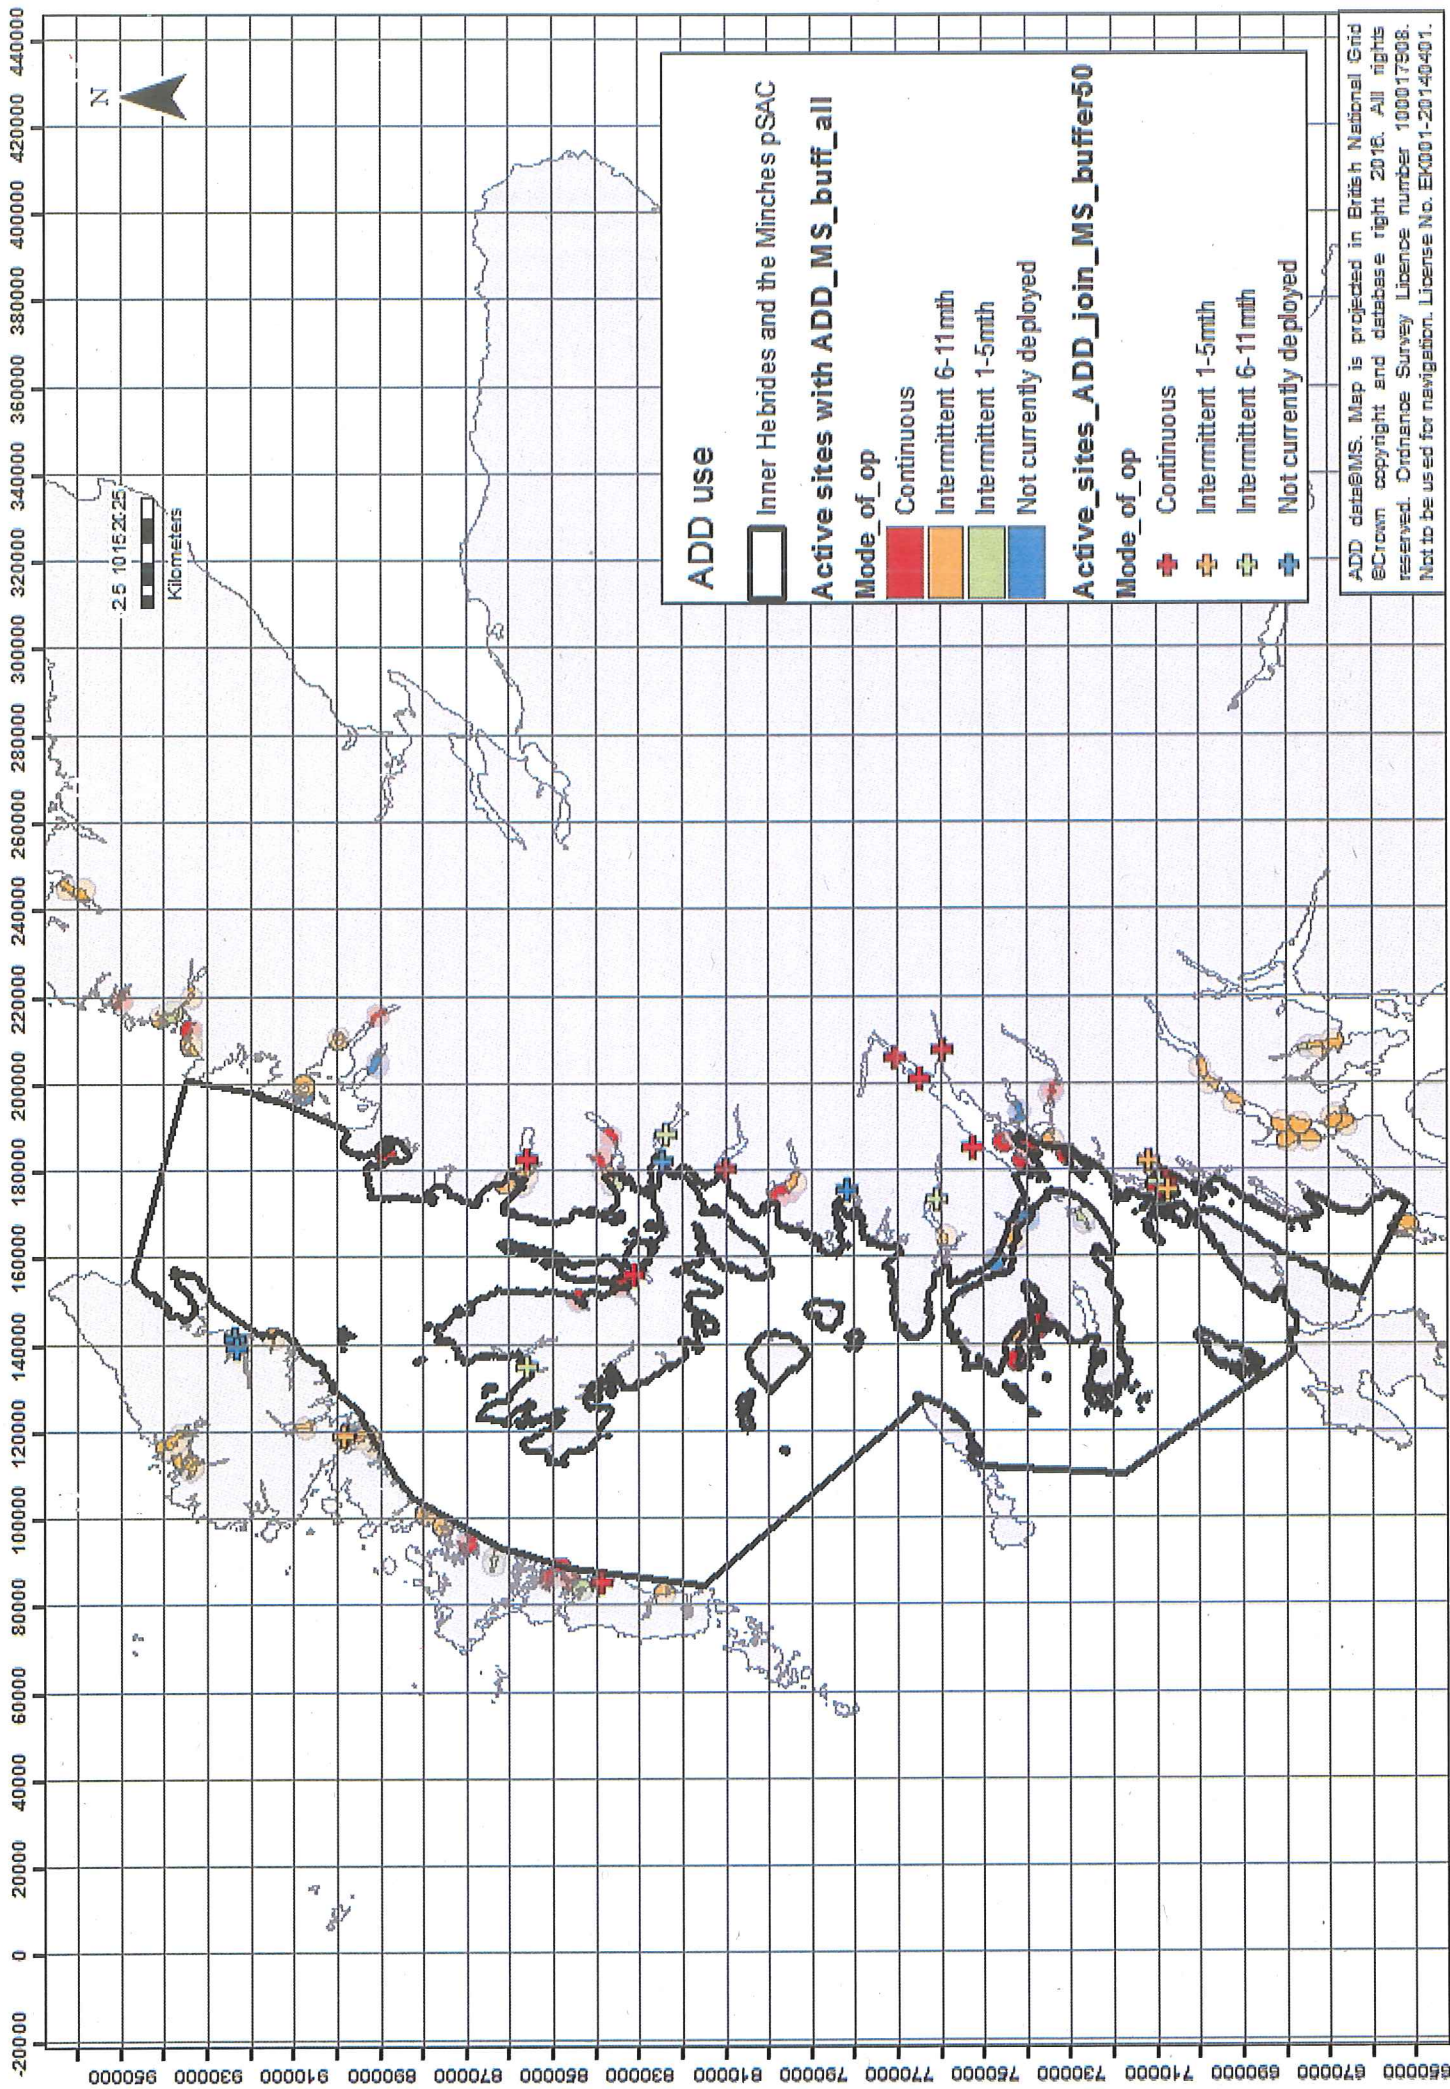 -20000 0 20000 40000 60000 80000 100000 120000 140000 160000 180000 200000 220000 240000 260000 280000 300000 320000 340000 360000 380000 400000 420000 440000
950000
930000
910000
890000
870000
850000
830000
810000
790000
770000
750000
730000
710000
690000
670000
650000
N
2.5 10152025
Kilometers
ADD use
Inner Hebrides and the Minches pSAC
Active sites with ADD_MS_buff_all
Mode_of_op
Continuous
Intermittent 6-11mth
Intermittent 1-5mth
Not currently deployed
Active_sites_ADD_join_MS_buffer50
Mode_of_op
Continuous
Intermittent 1-5mth
Intermittent 6-11mth
Not currently deployed
ADD data©MS. Map is projected in British National Grid
©Crown copyright and database right 2016. All rights
reserved. Ordnance Survey Licence number 100017908.
Not to be used for navigation. License No. EK001-20140401.